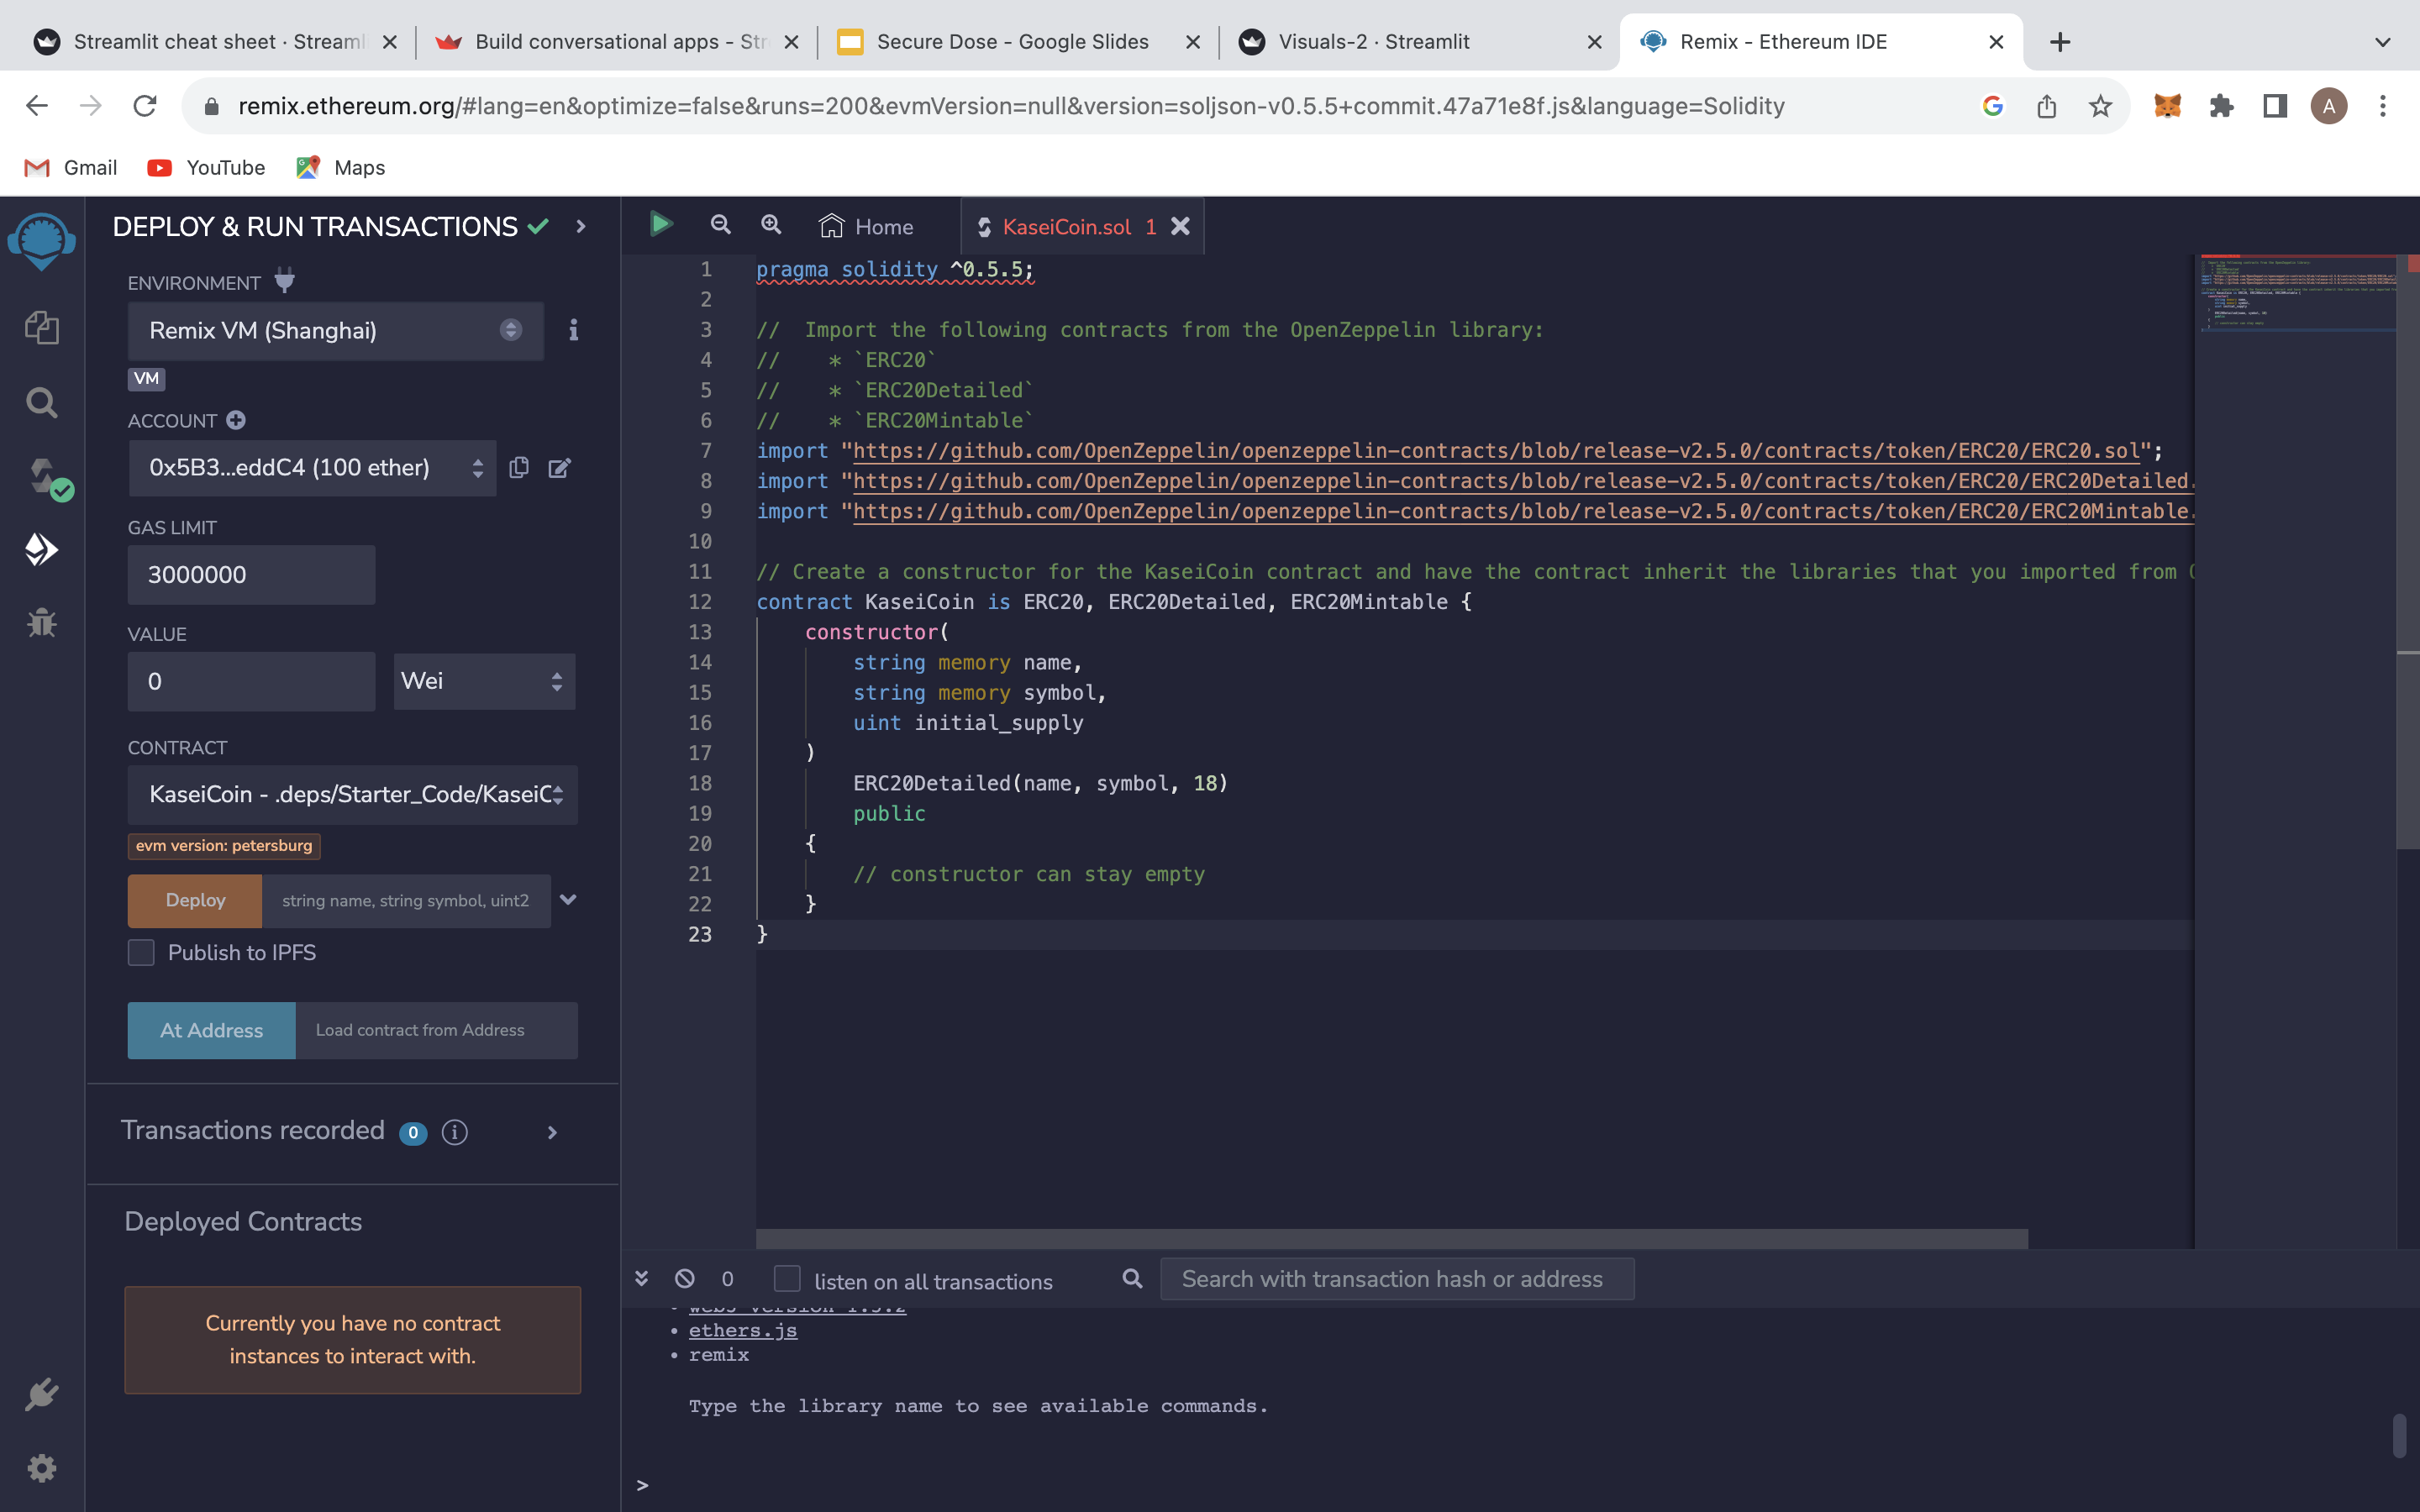 Streamlit cheat sheet · Streaml
Build conversational apps - Str
Secure Dose - Google Slides
Visuals-2 · Streamlit
Remix - Ethereum IDE
remix.ethereum.org/#lang=en&optimize=false&runs=200&evmVersion=null&version=soljson-v0.5.5+commit.47a71e8f.js&language=Solidity
A
Gmail
YouTube
Maps
DEPLOY & RUN TRANSACTIONS
ENVIRONMENT
Remix VM (Shanghai)
VM
ACCOUNT
0x5B3...eddC4 (100 ether)
GAS LIMIT
3000000
VALUE
0
Wei
CONTRACT
KaseiCoin - .deps/Starter_Code/KaseiC
evm version: petersburg
Deploy
string name, string symbol, uint2
Publish to IPFS
At Address
Load contract from Address
Transactions recorded 0
Deployed Contracts
Currently you have no contract
instances to interact with.
Home
KaseiCoin.sol 1
1 pragma solidity ^0.5.5;
2
3 //  Import the following contracts from the OpenZeppelin library:
4 //    * `ERC20`
5 //    * `ERC20Detailed`
6 //    * `ERC20Mintable`
7 import "https://github.com/OpenZeppelin/openzeppelin-contracts/blob/release-v2.5.0/contracts/token/ERC20/ERC20.sol";
8 import "https://github.com/OpenZeppelin/openzeppelin-contracts/blob/release-v2.5.0/contracts/token/ERC20/ERC20Detailed.
9 import "https://github.com/OpenZeppelin/openzeppelin-contracts/blob/release-v2.5.0/contracts/token/ERC20/ERC20Mintable.
10
11 // Create a constructor for the KaseiCoin contract and have the contract inherit the libraries that you imported from
12 contract KaseiCoin is ERC20, ERC20Detailed, ERC20Mintable {
13     constructor(
14         string memory name,
15         string memory symbol,
16         uint initial_supply
17     )
18         ERC20Detailed(name, symbol, 18)
19         public
20     {
21         // constructor can stay empty
22     }
23 }
0
listen on all transactions
Search with transaction hash or address
• ethers.js
• remix
Type the library name to see available commands.
>